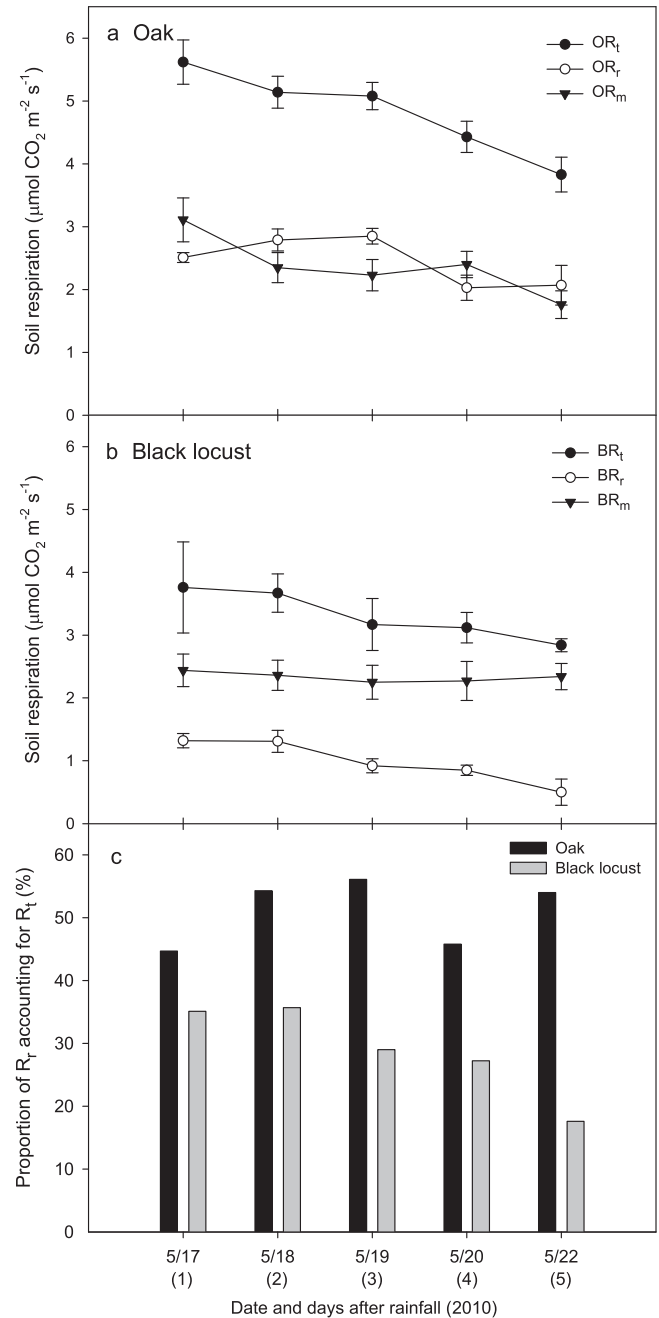 a Oak
ORt
ORr
ORm
6
5
4
3
2
1
0
Soil respiration (μmol CO2 m-2 s-1)
b Black locust
BRt
BRr
BRm
6
5
4
3
2
1
0
Soil respiration (μmol CO2 m-2 s-1)
c
Oak
Black locust
60
50
40
30
20
10
0
Proportion of Rr accounting for Rt (%)
5/17 5/18 5/19 5/20 5/22
(1) (2) (3) (4) (5)
Date and days after rainfall (2010)